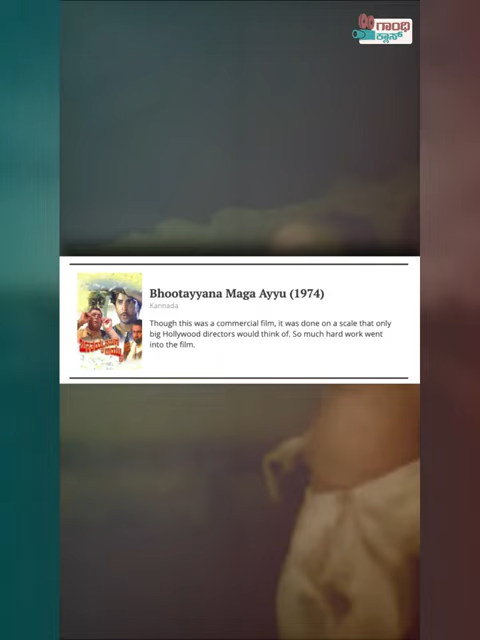 ಗಾಂಧಿ
ಕ್ಲಾಸ್
Bhootayyana Maga Ayyu (1974)
Kannada
Though this was a commercial film, it was done on a scale that only
big Hollywood directors would think of. So much hard work went
into the film.